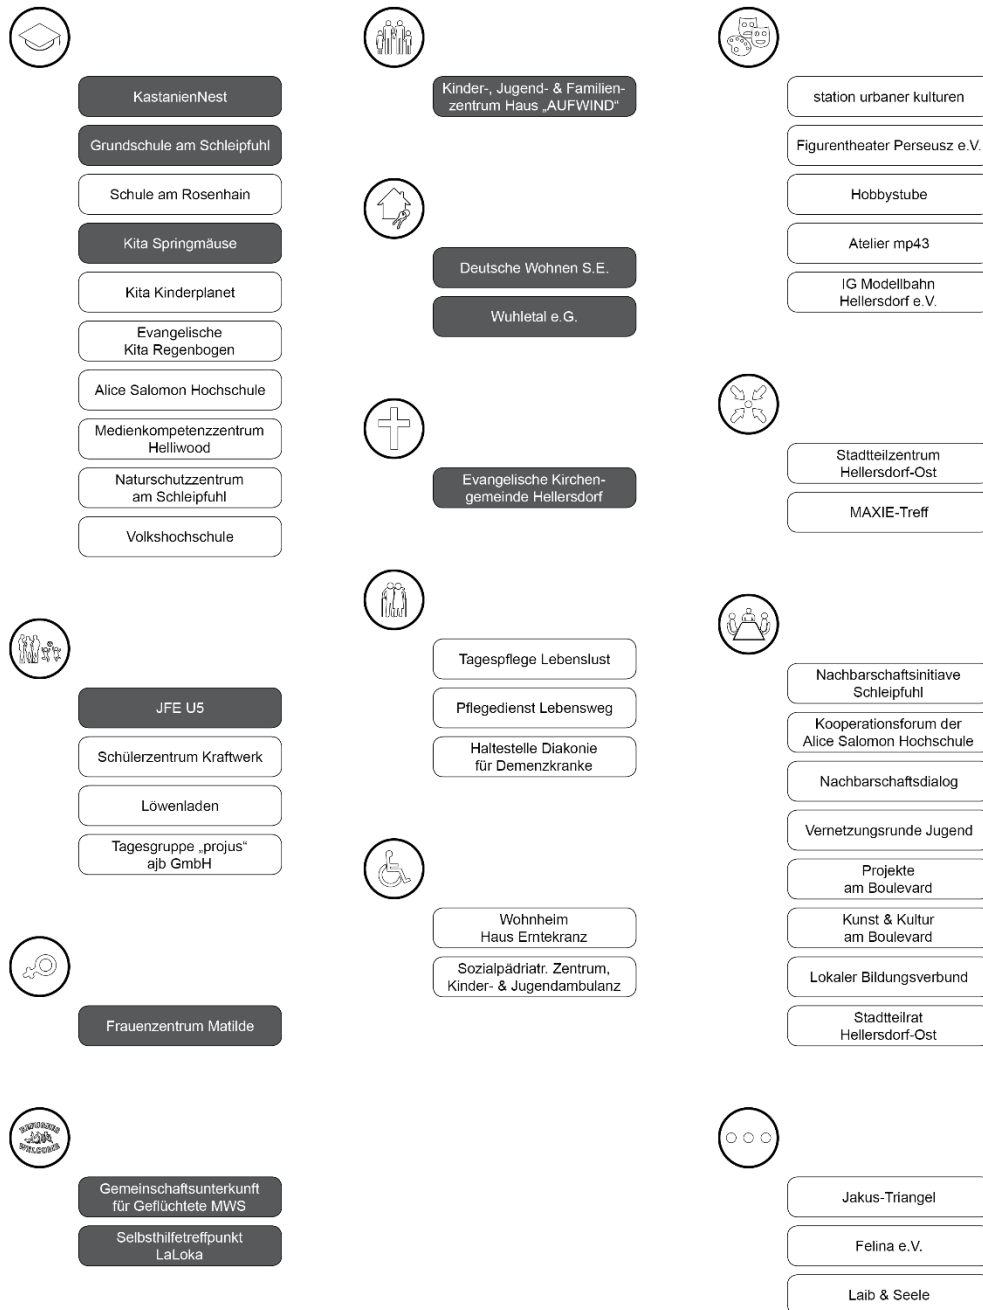 KastanienNest
Grundschule am Schleipfuhl
Schule am Rosenhain
Kita Springmäuse
Kita Kinderplanet
Evangelische
Kita Regenbogen
Alice Salomon Hochschule
Medienkompetenzzentrum
Helliwood
Naturschutzzentrum
am Schleipfuhl
Volkshochschule
JFE U5
Schülerzentrum Kraftwerk
Löwenladen
Tagesgruppe „projus“
ajb GmbH
Frauenzentrum Matilde
REFUGEES
WELCOME
Gemeinschaftsunterkunft
für Geflüchtete MWS
Selbsthilfetreffpunkt
LaLoka
Kinder-, Jugend- & Familien-
zentrum Haus „AUFWIND“
Deutsche Wohnen S.E.
Wuhletal e.G.
Evangelische Kirchen-
gemeinde Hellersdorf
Tagespflege Lebenslust
Pflegedienst Lebensweg
Haltestelle Diakonie
für Demenzkranke
Wohnheim
Haus Erntekranz
Sozialpädriatr. Zentrum,
Kinder- & Jugendambulanz
station urbaner kulturen
Figurentheater Perseusz e.V.
Hobbystube
Atelier mp43
IG Modellbahn
Hellersdorf e.V.
Stadtteilzentrum
Hellersdorf-Ost
MAXIE-Treff
Nachbarschaftsinitiave
Schleipfuhl
Kooperationsforum der
Alice Salomon Hochschule
Nachbarschaftsdialog
Vernetzungsrunde Jugend
Projekte
am Boulevard
Kunst & Kultur
am Boulevard
Lokaler Bildungsverbund
Stadtteilrat
Hellersdorf-Ost
Jakus-Triangel
Felina e.V.
Laib & Seele